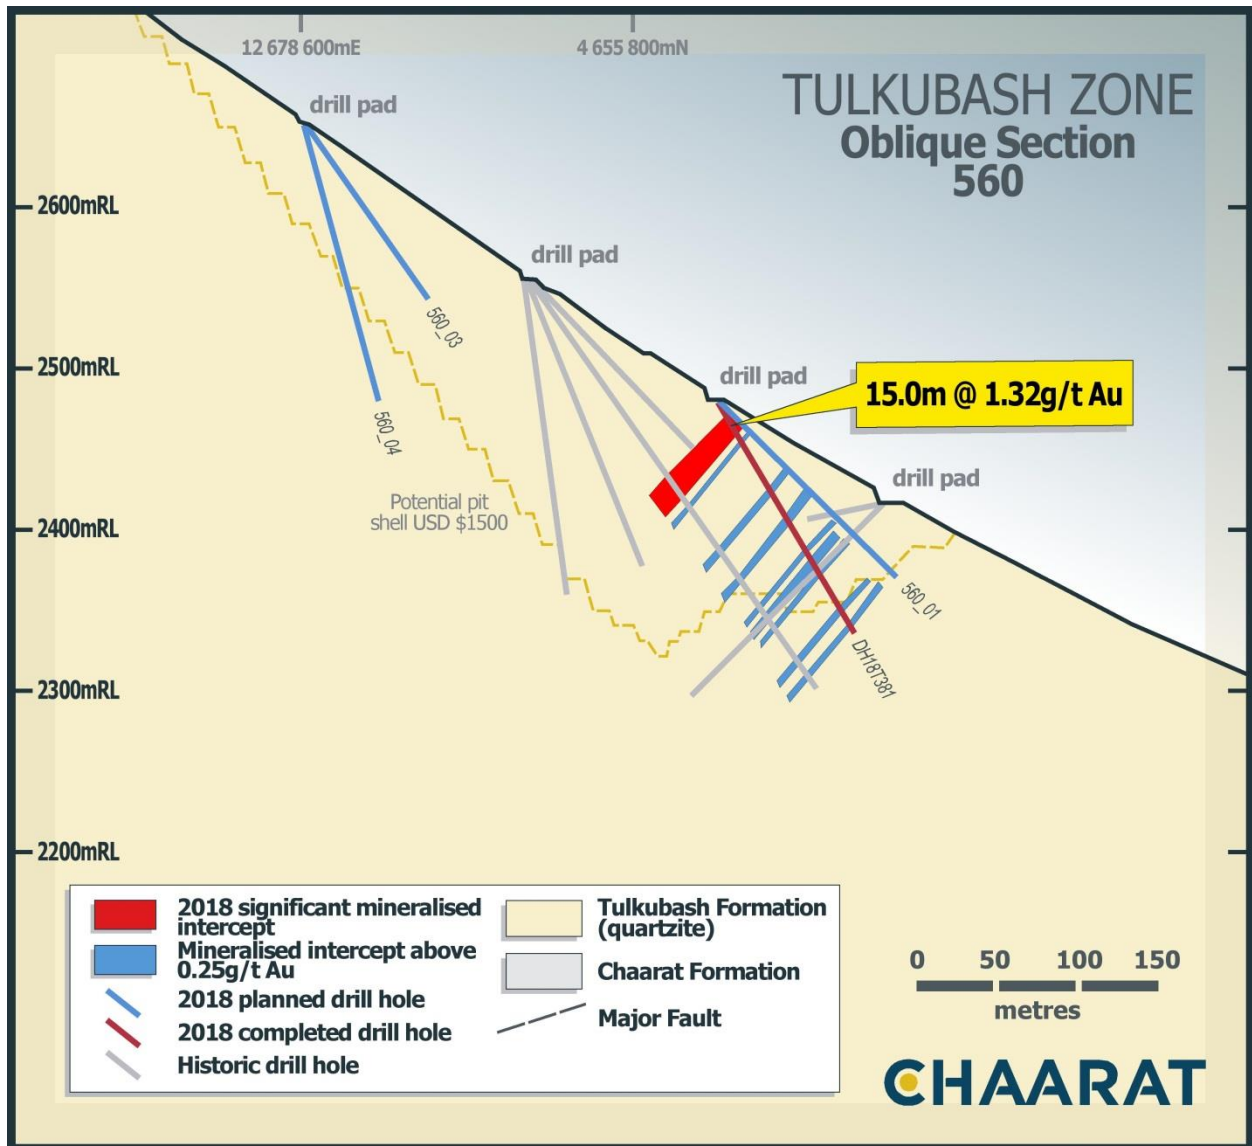 12 678 600mE
4 655 800mN
TULKUBASH ZONE
Oblique Section
560
drill pad
2600mRL
drill pad
560_03
2500mRL
drill pad
15.0m @ 1.32g/t Au
560_04
drill pad
Potential pit
shell USD $1500
2400mRL
560_01
DH18T381
2300mRL
2200mRL
2018 significant mineralised
intercept
Mineralised intercept above
0.25g/t Au
2018 planned drill hole
2018 completed drill hole
Historic drill hole
Tulkubash Formation
(quartzite)
Chaarat Formation
Major Fault
0 50 100 150
metres
CHAARAT